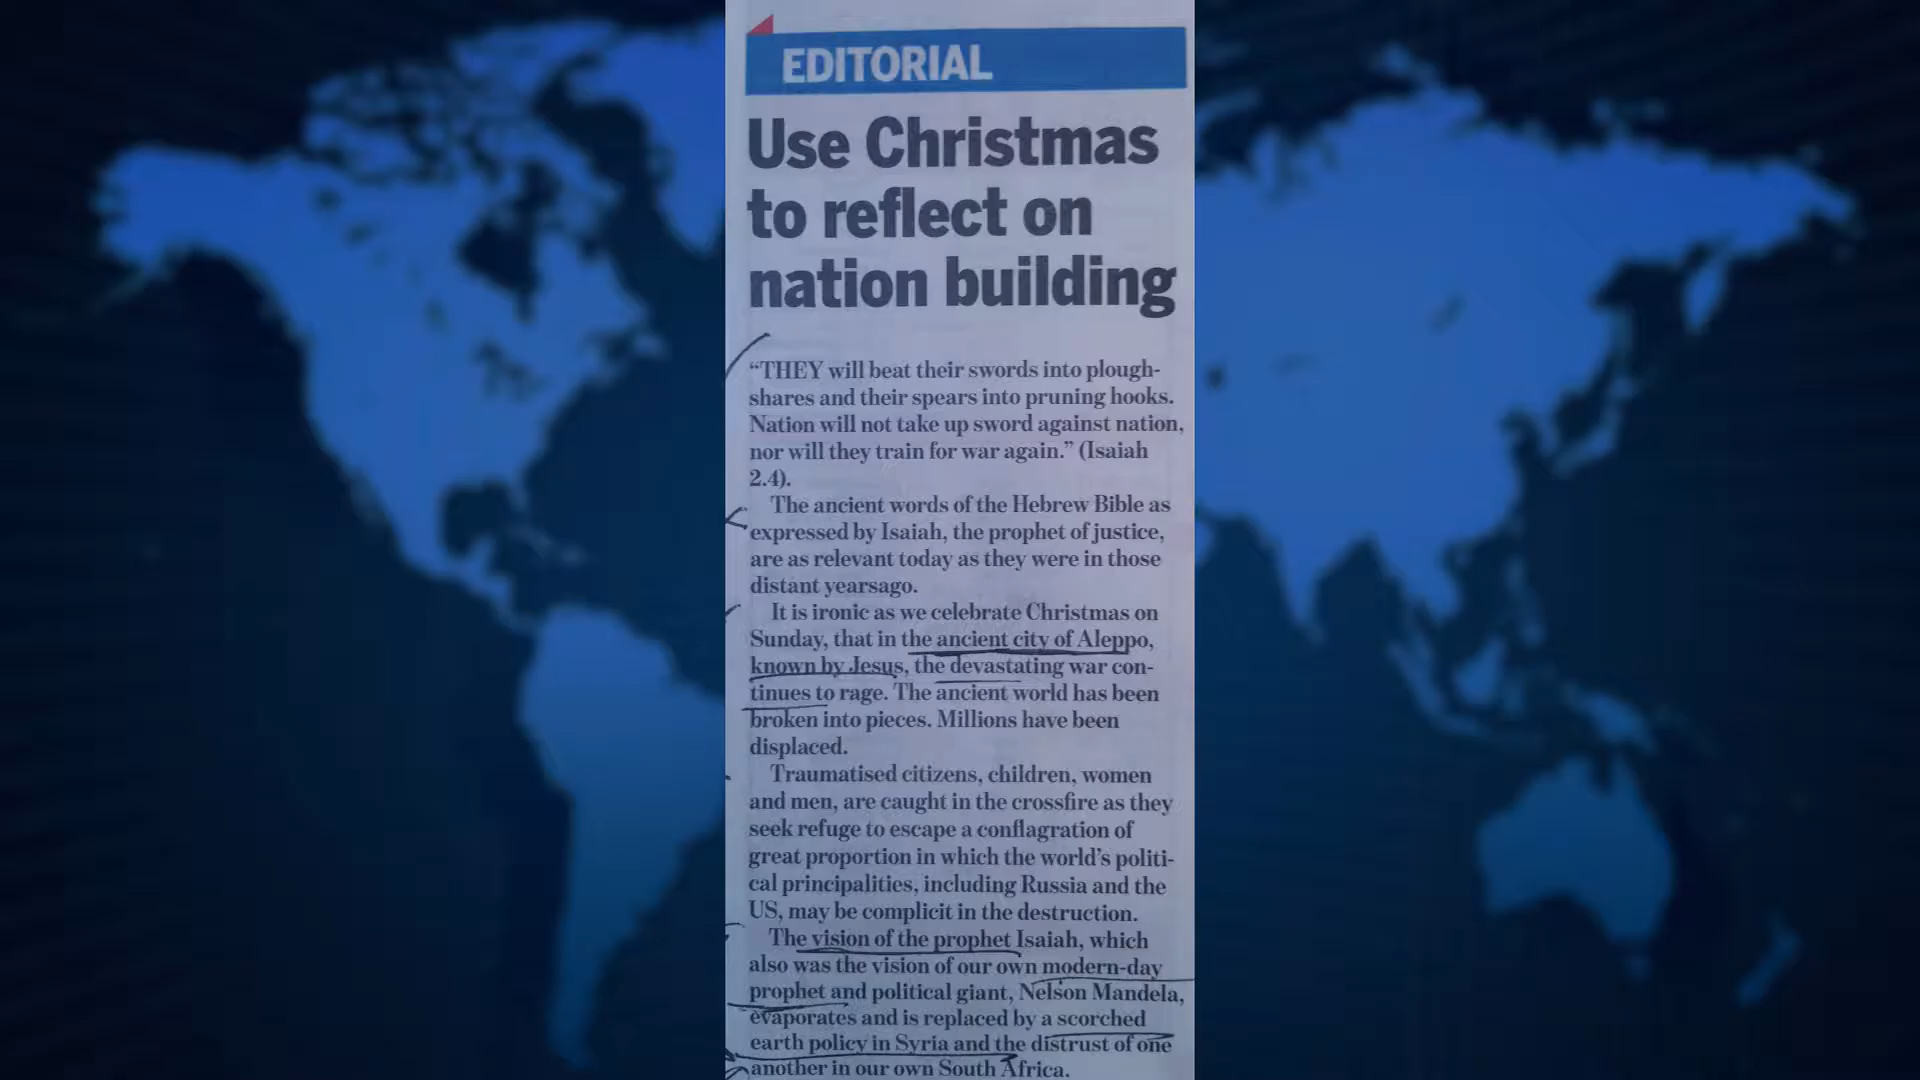 EDITORIAL
Use Christmas
to reflect on
nation building
“THEY will beat their swords into plough-
shares and their spears into pruning hooks.
Nation will not take up sword against nation,
nor will they train for war again.” (Isaiah
2.4).
The ancient words of the Hebrew Bible as
expressed by Isaiah, the prophet of justice,
are as relevant today as they were in those
distant yearsago.
It is ironic as we celebrate Christmas on
Sunday, that in the ancient city of Aleppo,
known by Jesus, the devastating war con-
tinues to rage. The ancient world has been
broken into pieces. Millions have been
displaced.
Traumatised citizens, children, women
and men, are caught in the crossfire as they
seek refuge to escape a conflagration of
great proportion in which the world’s politi-
cal principalities, including Russia and the
US, may be complicit in the destruction.
The vision of the prophet Isaiah, which
also was the vision of our own modern-day
prophet and political giant, Nelson Mandela,
evaporates and is replaced by a scorched
earth policy in Syria and the distrust of one
another in our own South Africa.